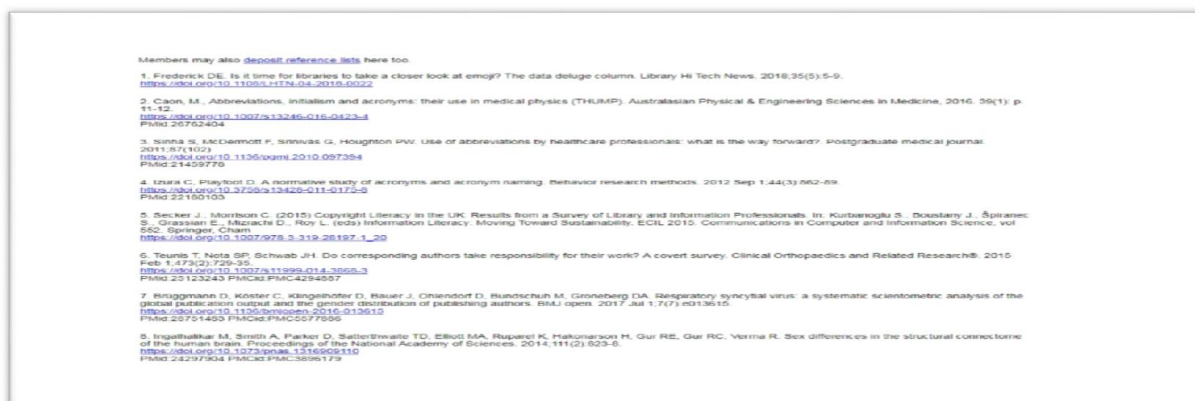 Members may also deposit reference lists here too.
1. Frederick DE. Is it time for libraries to take a closer look at emoji? The data deluge column. Library Hi Tech News. 2018;35(5):5-9.
https://doi.org/10.1108/LHTN-04-2018-0022
2. Caon, M., Abbreviations, initialism and acronyms: their use in medical physics (THUMP). Australasian Physical & Engineering Sciences in Medicine, 2016. 39(1): p.
11-12.
https://doi.org/10.1007/s13246-016-0423-4
PMid:26762404
3. Sinha S, McDermott F, Srinivas G, Houghton PW. Use of abbreviations by healthcare professionals: what is the way forward?. Postgraduate medical journal.
2011;87(102)
https://doi.org/10.1136/pgmj.2010.097394
PMid:21459778
4. Izura C, Playfoot D. A normative study of acronyms and acronym naming. Behavior research methods. 2012 Sep 1;44(3):862-89.
https://doi.org/10.3758/s13428-011-0175-8
PMid:22180103
5. Secker J., Morrison C. (2015) Copyright Literacy in the UK: Results from a Survey of Library and Information Professionals. In: Kurbanoglu S., Boustany J., Špiranec
S., Grassian E., Mizrachi D., Roy L. (eds) Information Literacy: Moving Toward Sustainability. ECIL 2015. Communications in Computer and Information Science, vol
552. Springer, Cham
https://doi.org/10.1007/978-3-319-28197-1_20
6. Teunis T, Nota SP, Schwab JH. Do corresponding authors take responsibility for their work? A covert survey. Clinical Orthopaedics and Related Research®. 2015
Feb 1;473(2):729-35.
https://doi.org/10.1007/s11999-014-3868-3
PMid:25123243 PMCid:PMC4294887
7. Brüggmann D, Köster C, Klingelhöfer D, Bauer J, Ohlendorf D, Bundschuh M, Groneberg DA. Respiratory syncytial virus: a systematic scientometric analysis of the
global publication output and the gender distribution of publishing authors. BMJ open. 2017 Jul 1;7(7):e013615.
https://doi.org/10.1136/bmjopen-2016-013615
PMid:28751483 PMCid:PMC5577886
8. Ingalhalikar M, Smith A, Parker D, Satterthwaite TD, Elliott MA, Ruparel K, Hakonarson H, Gur RE, Gur RC, Verma R. Sex differences in the structural connectome
of the human brain. Proceedings of the National Academy of Sciences. 2014;111(2):823-8.
https://doi.org/10.1073/pnas.1316909110
PMid:24297904 PMCid:PMC3896179